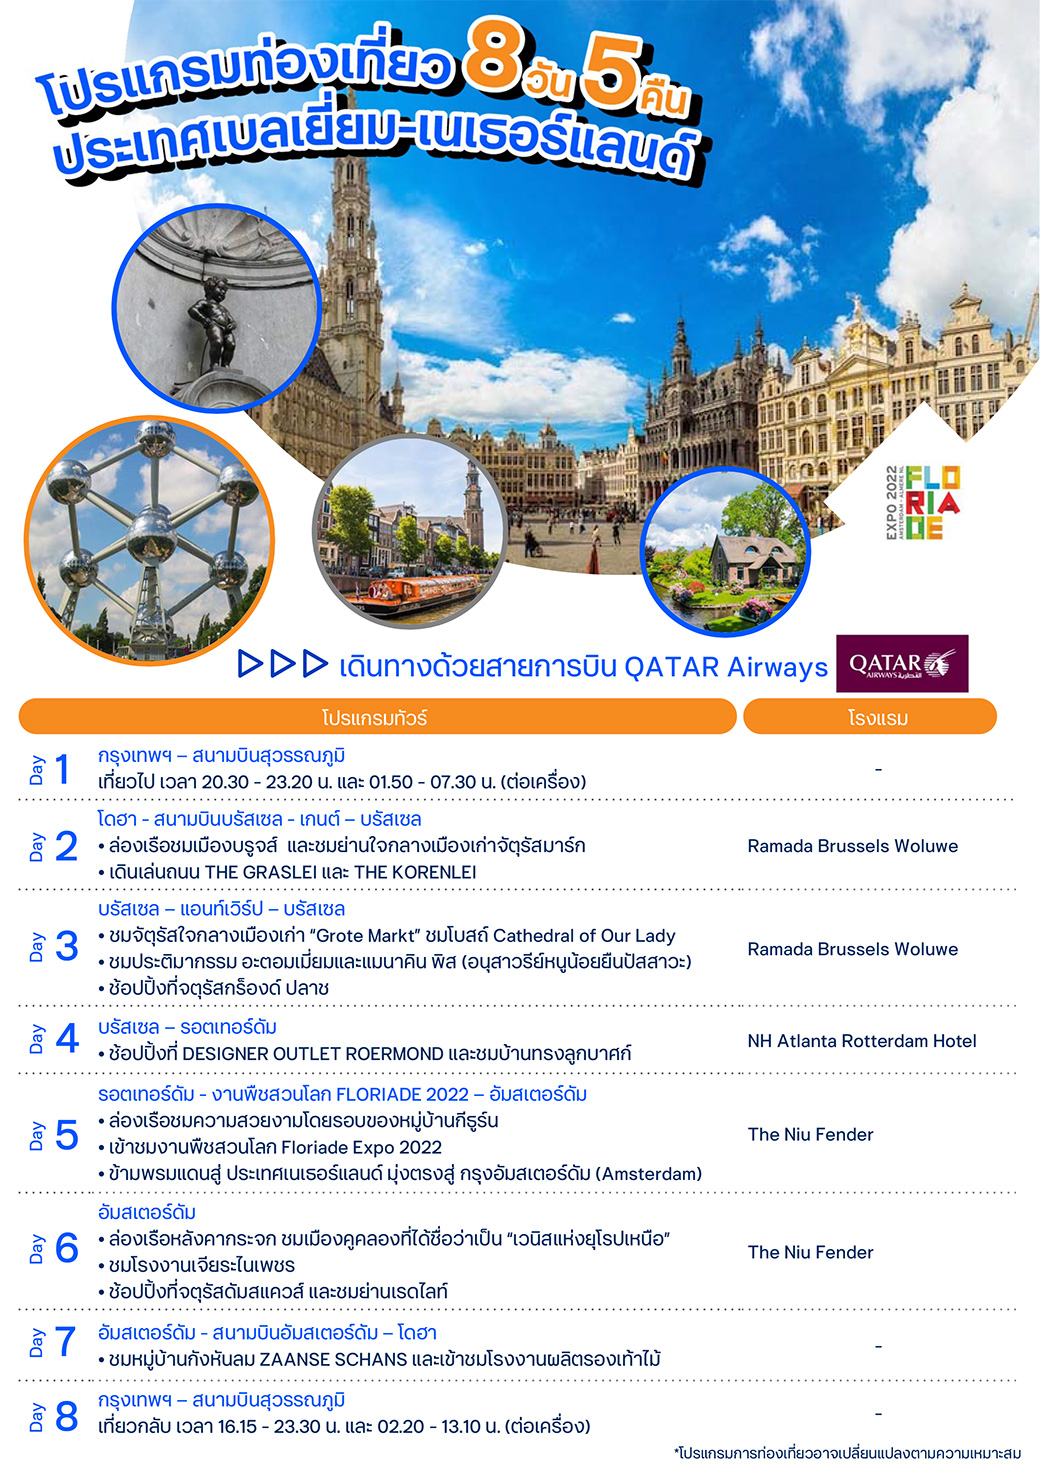 โปรแกรมท่องเที่ยว 8 วัน 5 คืน
ประเทศเบลเยี่ยม-เนเธอร์แลนด์
EXPO 2022
AMSTERDAM - ALMERE NL
FLO
RIA
DE
เดินทางด้วยสายการบิน QATAR Airways
QATAR
AIRWAYS القطرية
โปรแกรมทัวร์ โรงแรม
Day 1
กรุงเทพฯ – สนามบินสุวรรณภูมิ
เที่ยวไป เวลา 20.30 - 23.20 น. และ 01.50 - 07.30 น. (ต่อเครื่อง)
-
Day 2
โดฮา - สนามบินบรัสเซล - เกนต์ – บรัสเซล
• ล่องเรือชมเมืองบรูจส์ และชมย่านใจกลางเมืองเก่าจัตุรัสมาร์ก
• เดินเล่นถนน THE GRASLEI และ THE KORENLEI
Ramada Brussels Woluwe
Day 3
บรัสเซล – แอนท์เวิร์ป – บรัสเซล
• ชมจัตุรัสใจกลางเมืองเก่า “Grote Markt” ชมโบสถ์ Cathedral of Our Lady
• ชมประติมากรรม อะตอมเมี่ยมและแมนาคิน พิส (อนุสาวรีย์หนูน้อยยืนปัสสาวะ)
• ช้อปปิ้งที่จตุรัสกร็องด์ ปลาช
Ramada Brussels Woluwe
Day 4
บรัสเซล – รอตเทอร์ดัม
• ช้อปปิ้งที่ DESIGNER OUTLET ROERMOND และชมบ้านทรงลูกบาศก์
NH Atlanta Rotterdam Hotel
Day 5
รอตเทอร์ดัม - งานพืชสวนโลก FLORIADE 2022 – อัมสเตอร์ดัม
• ล่องเรือชมความสวยงามโดยรอบของหมู่บ้านกีธูร์น
• เข้าชมงานพืชสวนโลก Floriade Expo 2022
• ข้ามพรมแดนสู่ ประเทศเนเธอร์แลนด์ มุ่งตรงสู่ กรุงอัมสเตอร์ดัม (Amsterdam)
The Niu Fender
Day 6
อัมสเตอร์ดัม
• ล่องเรือหลังคากระจก ชมเมืองคูคลองที่ได้ชื่อว่าเป็น “เวนิสแห่งยุโรปเหนือ”
• ชมโรงงานเจียระไนเพชร
• ช้อปปิ้งที่จตุรัสดัมสแควส์ และชมย่านเรดไลท์
The Niu Fender
Day 7
อัมสเตอร์ดัม - สนามบินอัมสเตอร์ดัม – โดฮา
• ชมหมู่บ้านกังหันลม ZAANSE SCHANS และเข้าชมโรงงานผลิตรองเท้าไม้
-
Day 8
กรุงเทพฯ – สนามบินสุวรรณภูมิ
เที่ยวกลับ เวลา 16.15 - 23.30 น. และ 02.20 - 13.10 น. (ต่อเครื่อง)
-
*โปรแกรมการท่องเที่ยวอาจเปลี่ยนแปลงตามความเหมาะสม